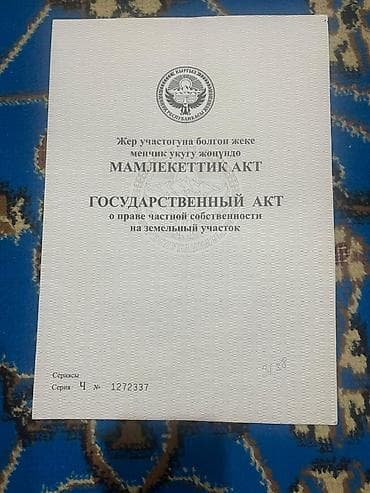 Жер участогуна болгон жеке
менчик укугу жөнүндө
МАМЛЕКЕТТИК АКТ
ГОСУДАРСТВЕННЫЙ АКТ
о праве частной собственности
на земельный участок
Сериясы
Серия Ч № 1272337